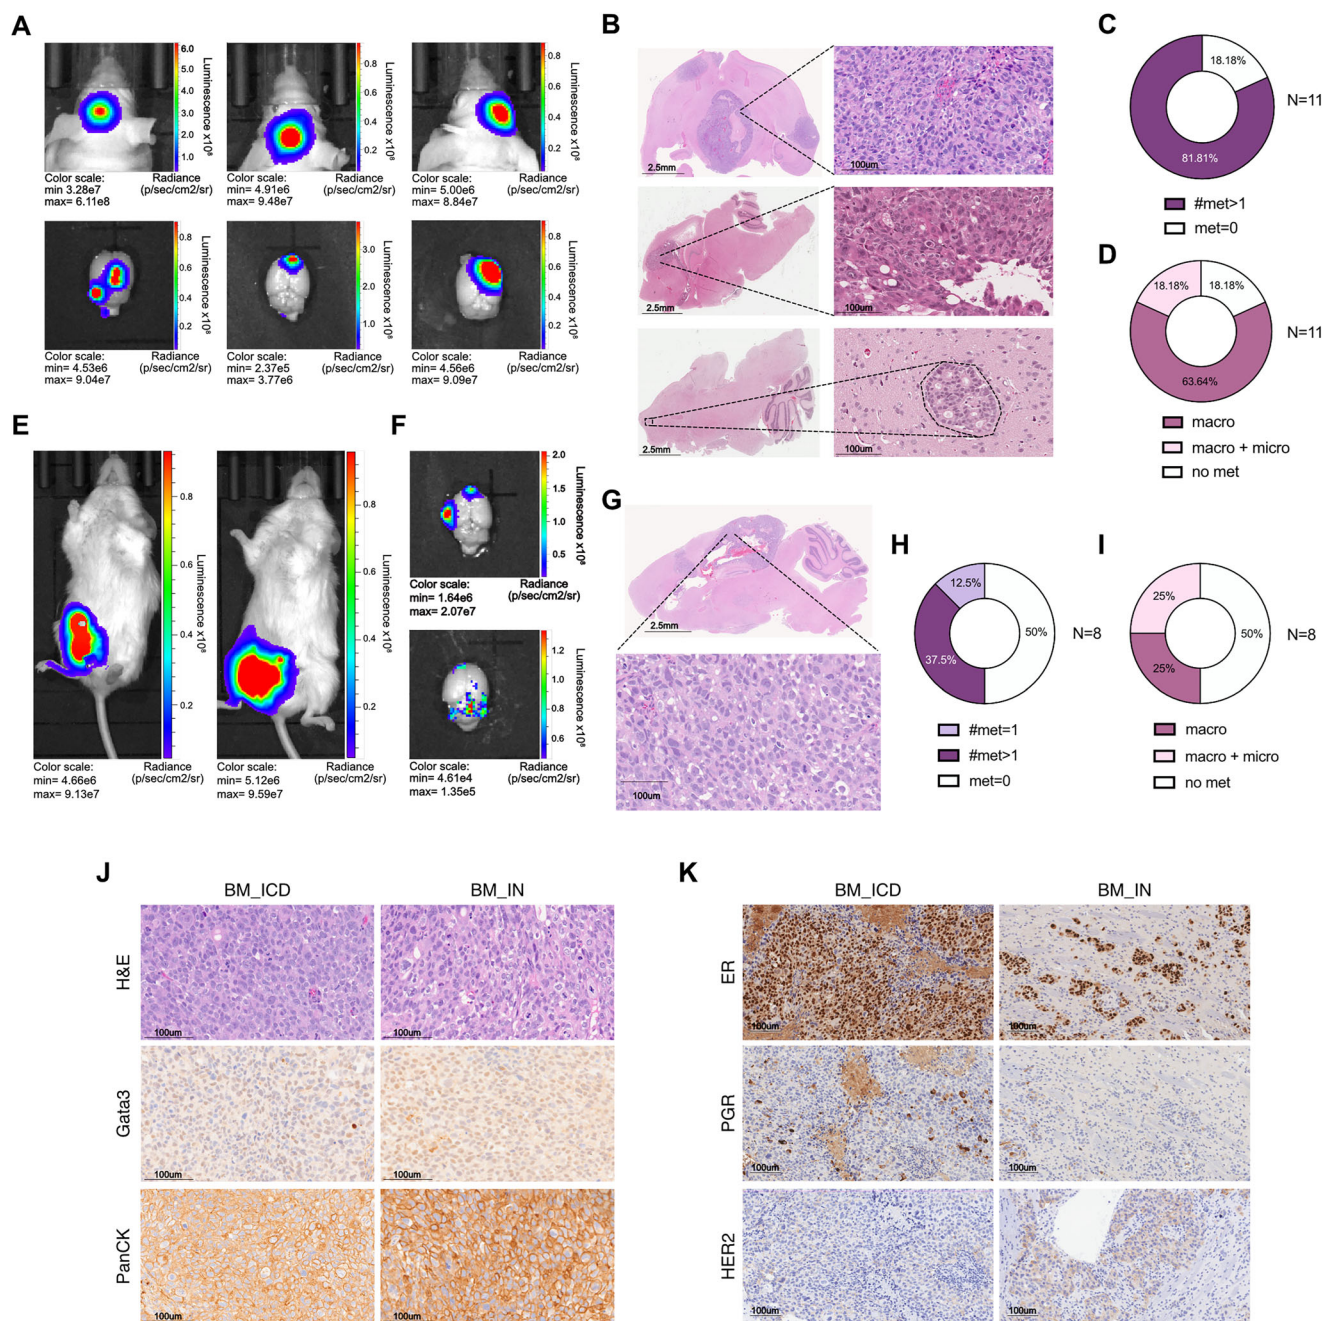 A
6.0
5.0
4.0
3.0
2.0
1.0
Luminescence x10⁸
Color scale:
min 3.28e7
max= 6.11e8
Radiance
(p/sec/cm2/sr)
0.8
0.6
0.4
0.2
Luminescence x10⁸
Color scale:
min= 4.91e6
max= 9.48e7
Radiance
(p/sec/cm2/sr)
0.8
0.6
0.4
0.2
Luminescence x10⁸
Color scale:
min= 5.00e6
max= 8.84e7
Radiance
(p/sec/cm2/sr)
0.8
0.6
0.4
0.2
Luminescence x10⁸
Color scale:
min= 4.53e6
max= 9.04e7
Radiance
(p/sec/cm2/sr)
3.0
2.0
1.0
Luminescence x10⁸
Color scale:
min= 2.37e5
max= 3.77e6
Radiance
(p/sec/cm2/sr)
0.8
0.6
0.4
0.2
Luminescence x10⁸
Color scale:
min= 4.56e6
max= 9.09e7
Radiance
(p/sec/cm2/sr)
B
2.5mm
100um
2.5mm
100um
2.5mm
100um
C
18.18%
81.81%
N=11
#met>1
met=0
D
18.18%
18.18%
63.64%
N=11
macro
macro + micro
no met
E
0.8
0.6
0.4
0.2
Luminescence x10⁸
Color scale:
min= 4.66e6
max= 9.13e7
Radiance
(p/sec/cm2/sr)
0.8
0.6
0.4
0.2
Luminescence x10⁸
Color scale:
min= 5.12e6
max= 9.59e7
Radiance
(p/sec/cm2/sr)
F
2.0
1.5
1.0
0.5
Luminescence x10⁸
Color scale:
min= 1.64e6
max= 2.07e7
Radiance
(p/sec/cm2/sr)
1.2
1.0
0.8
0.6
Luminescence x10⁸
Color scale:
min= 4.61e4
max= 1.35e5
Radiance
(p/sec/cm2/sr)
G
2.5mm
100um
H
12.5%
37.5%
50%
N=8
#met=1
#met>1
met=0
I
25%
25%
50%
N=8
macro
macro + micro
no met
J
BM_ICD
BM_IN
H&E
100um
100um
Gata3
100um
100um
PanCK
100um
100um
K
BM_ICD
BM_IN
ER
100um
100um
PGR
100um
100um
HER2
100um
100um